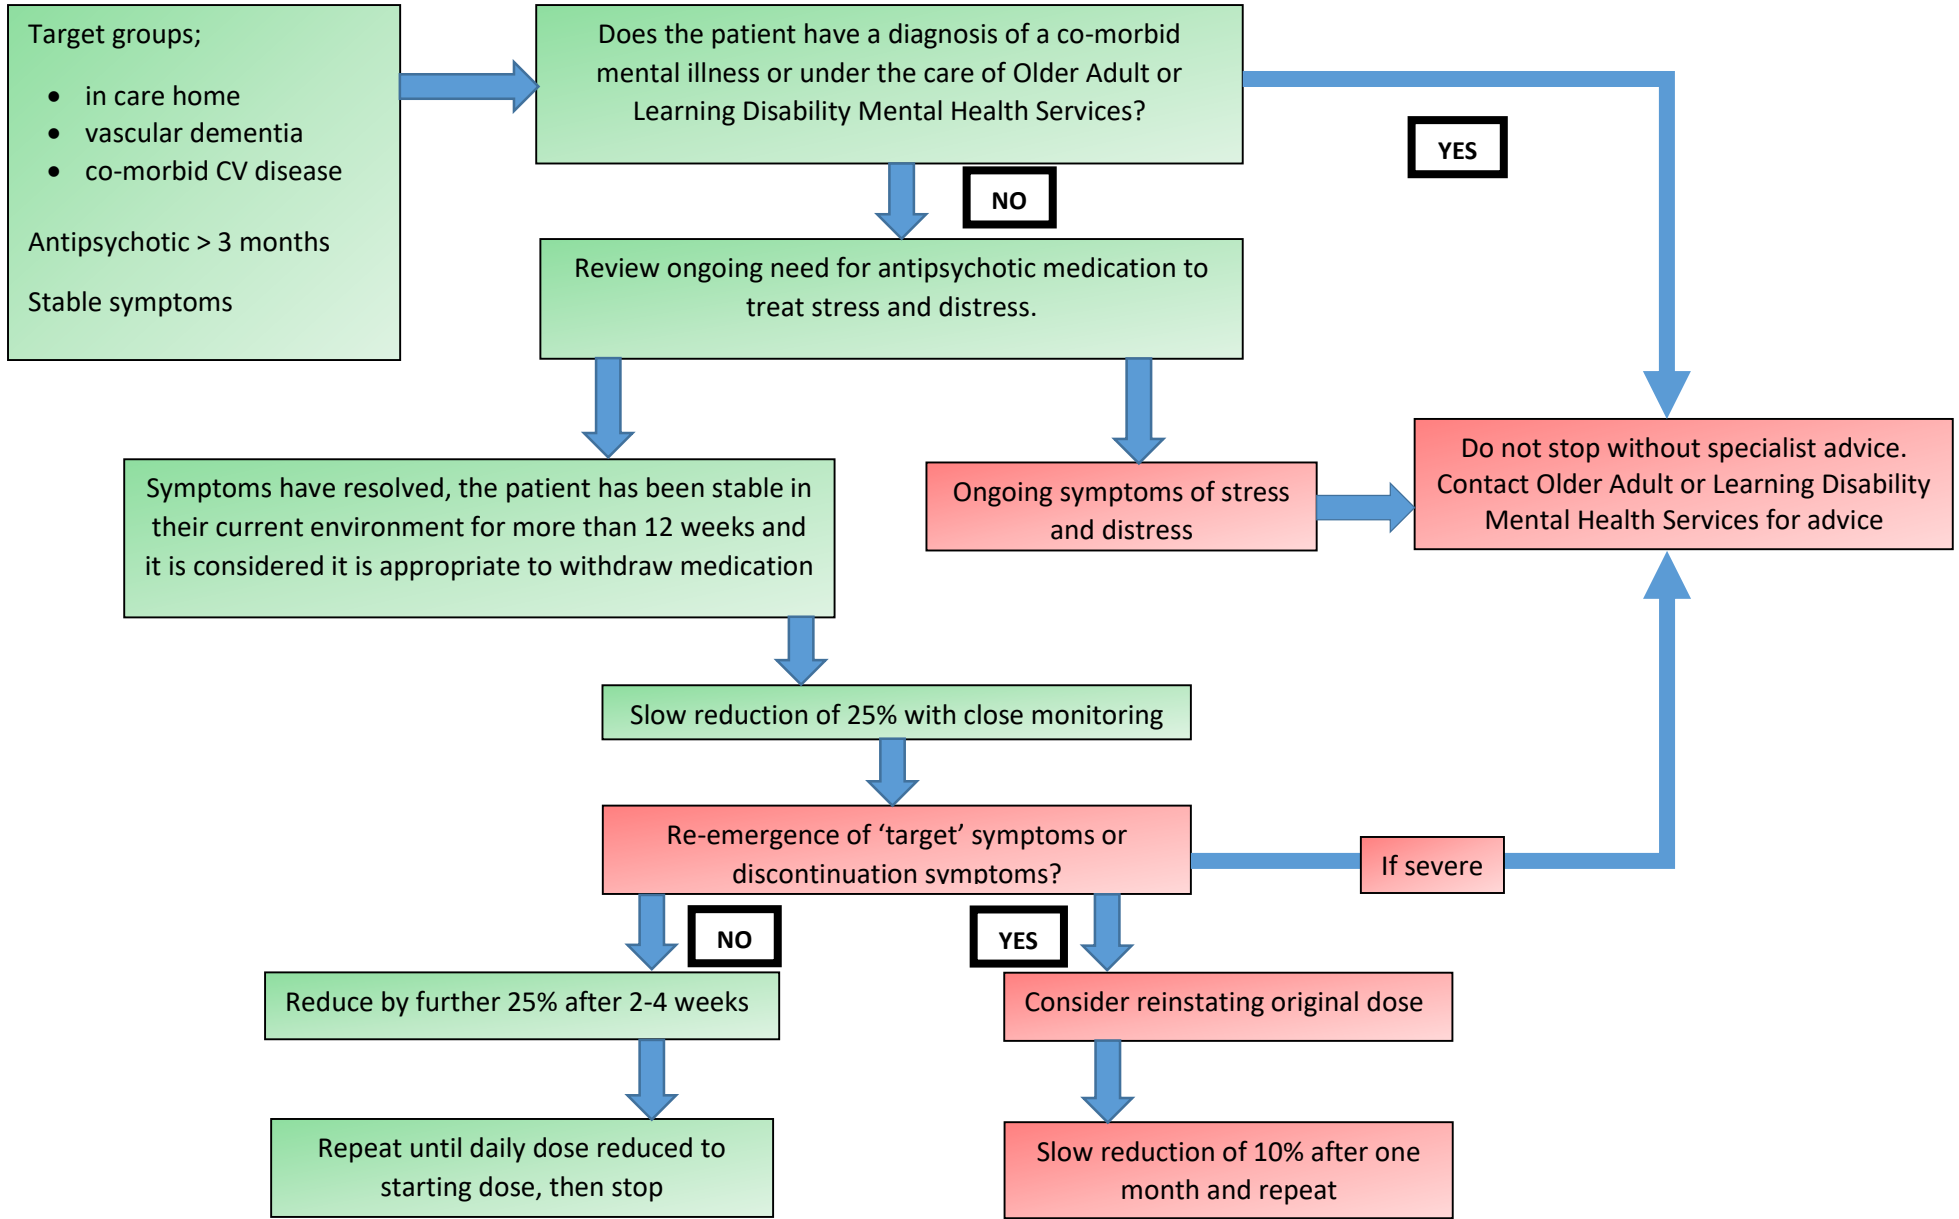 Target groups;
• in care home
• vascular dementia
• co-morbid CV disease
Antipsychotic > 3 months
Stable symptoms
Does the patient have a diagnosis of a co-morbid
mental illness or under the care of Older Adult or
Learning Disability Mental Health Services?
YES
NO
Review ongoing need for antipsychotic medication to
treat stress and distress.
Symptoms have resolved, the patient has been stable in
their current environment for more than 12 weeks and
it is considered it is appropriate to withdraw medication
Ongoing symptoms of stress
and distress
Do not stop without specialist advice.
Contact Older Adult or Learning Disability
Mental Health Services for advice
Slow reduction of 25% with close monitoring
Re-emergence of ‘target’ symptoms or
discontinuation symptoms?
If severe
NO
YES
Reduce by further 25% after 2-4 weeks
Consider reinstating original dose
Repeat until daily dose reduced to
starting dose, then stop
Slow reduction of 10% after one
month and repeat